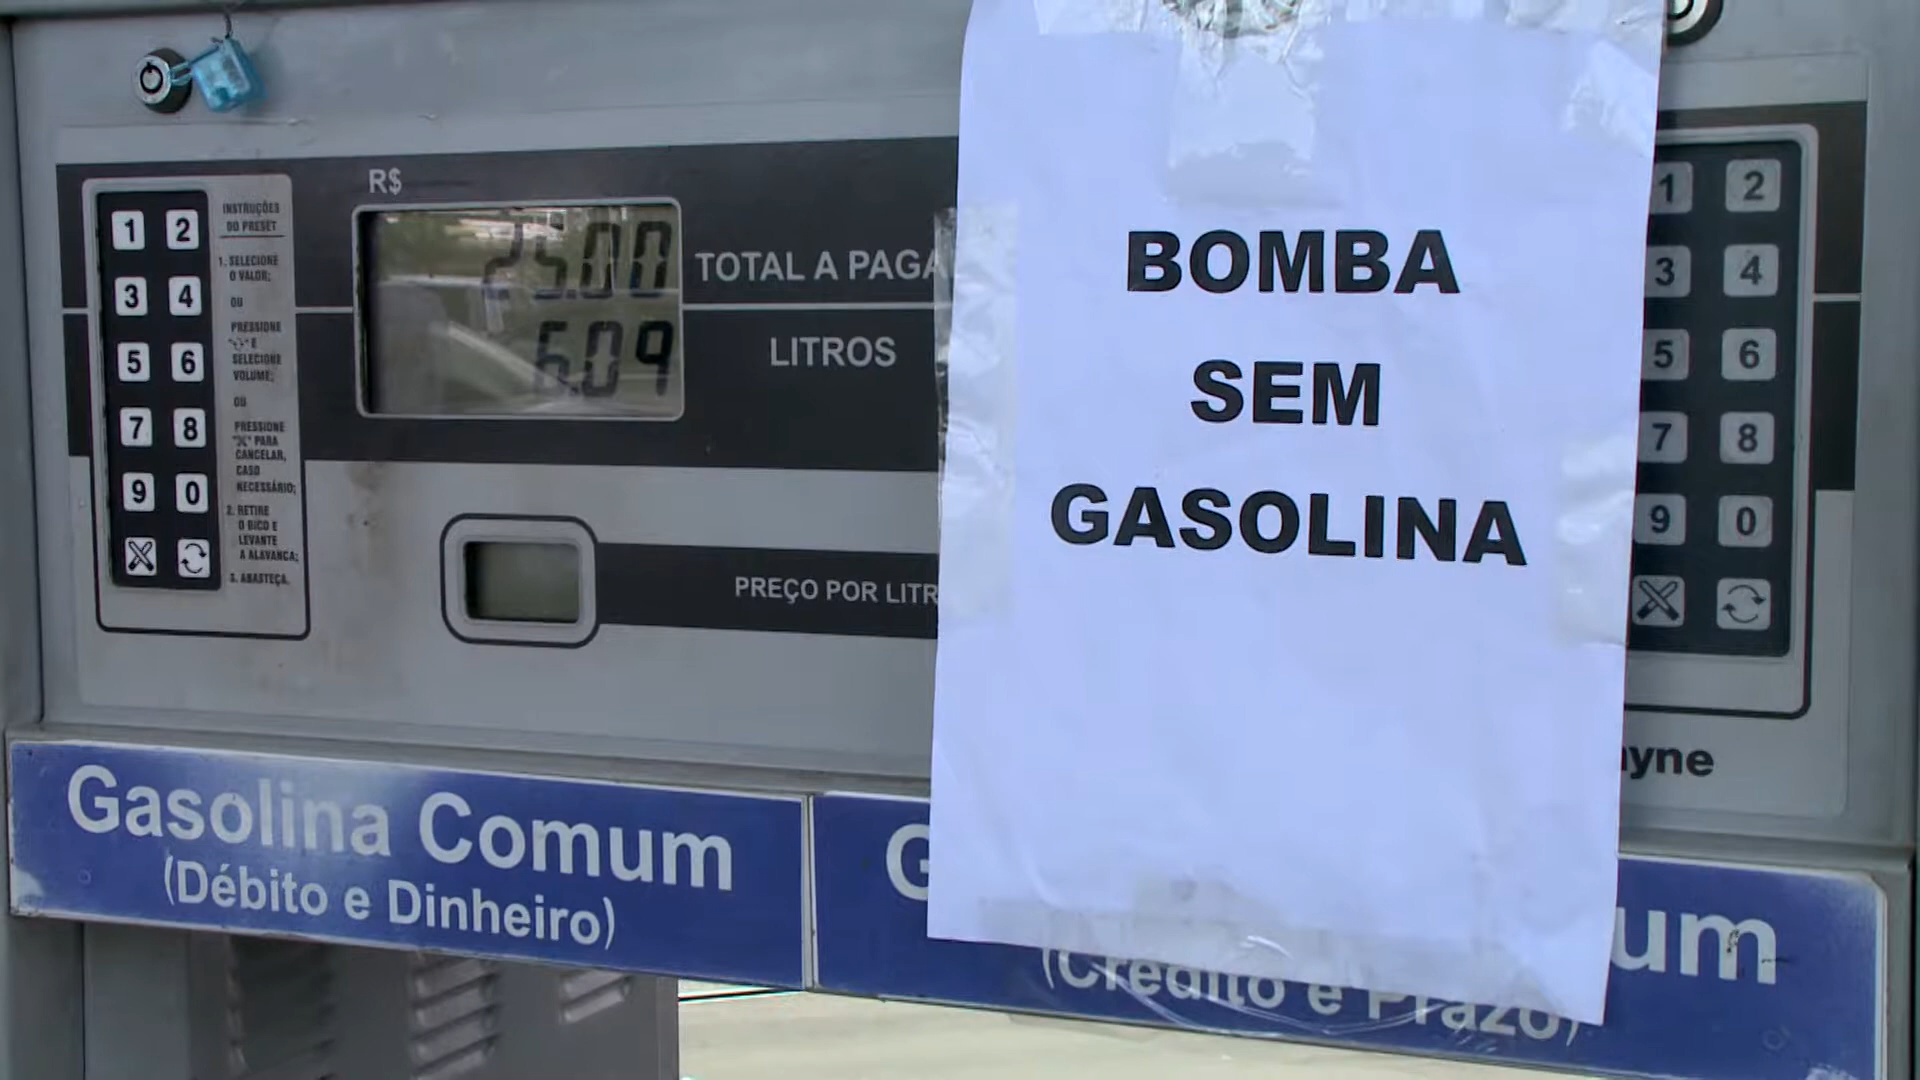 R$
25.00
TOTAL A PAGA
6.09
LITROS
1 2
3 4
5 6
7 8
9 0
INSTRUÇÕES
DO PRESET
1. SELECIONE
O VALOR;
OU
PRESSIONE
" " E
SELECIONE
VOLUME;
OU
PRESSIONE
"X" PARA
CANCELAR,
CASO
NECESSÁRIO;
2. RETIRE
O BICO E
LEVANTE
A ALAVANCA;
3. ABASTEÇA.
PREÇO POR LITR
BOMBA
SEM
GASOLINA
1 2
3 4
5 6
7 8
9 0
yne
Gasolina Comum
(Débito e Dinheiro)
G um
(Crédito e Prazo)